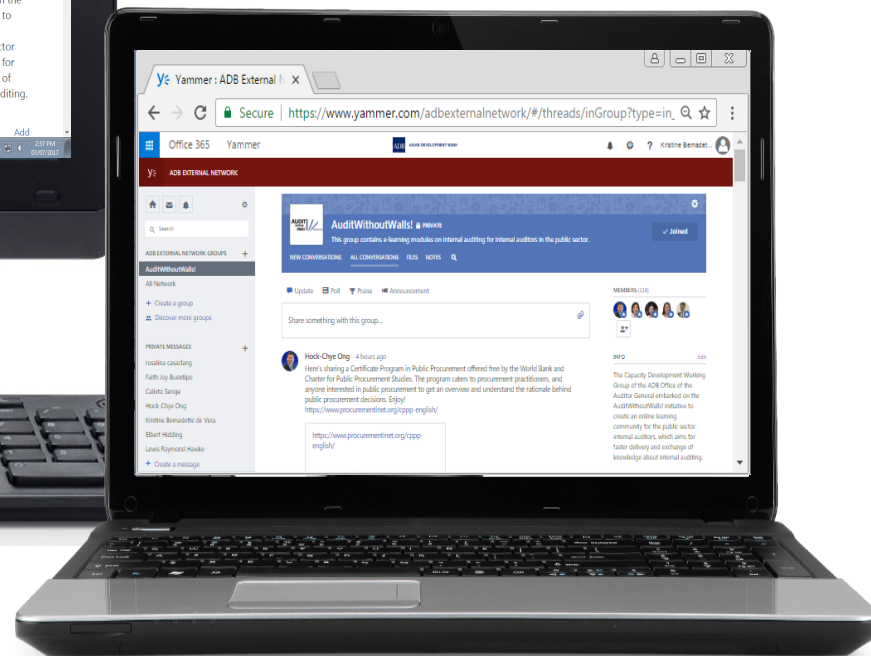 n the
to
ctor
for
of
diting.
Add
2:57 PM
03/07/2017
Yammer : ADB External N
Secure | https://www.yammer.com/adbexternalnetwork/#/threads/inGroup?type=in_
Office 365 Yammer
ADB ASIAN DEVELOPMENT BANK
? Kristine Bernadet...
ADB EXTERNAL NETWORK
Search
ADB EXTERNAL NETWORK GROUPS +
AuditWithoutWalls!
All Network
+ Create a group
Discover more groups
PRIVATE MESSAGES +
rosalina casadang
Faith Joy Buentipo
Calixto Seroje
Hock Chye Ong
Kristine Bernadette de Vera
Elbert Hidding
Lewis Raymond Hawke
+ Create a message
AUDIT
AuditWithoutWalls! PRIVATE
This group contains e-learning modules on internal auditing for internal auditors in the public sector.
Joined
NEW CONVERSATIONS ALL CONVERSATIONS FILES NOTES
Update Poll Praise Announcement
Share something with this group...
Hock-Chye Ong - 4 hours ago
Here's sharing a Certificate Program in Public Procurement offered free by the World Bank and
Charter for Public Procurement Studies. The program caters to procurement practitioners, and
anyone interested in public procurement to get an overview and understand the rationale behind
public procurement decisions. Enjoy!
https://www.procurementinet.org/cppp-english/
https://www.procurementinet.org/cppp-
english/
MEMBERS
INFO Edit
The Capacity Development Working
Group of the ADB Office of the
Auditor General embarked on the
AuditWithoutWalls! initiative to
create an online learning
community for the public sector
internal auditors, which aims for
faster delivery and exchange of
knowledge about internal auditing.